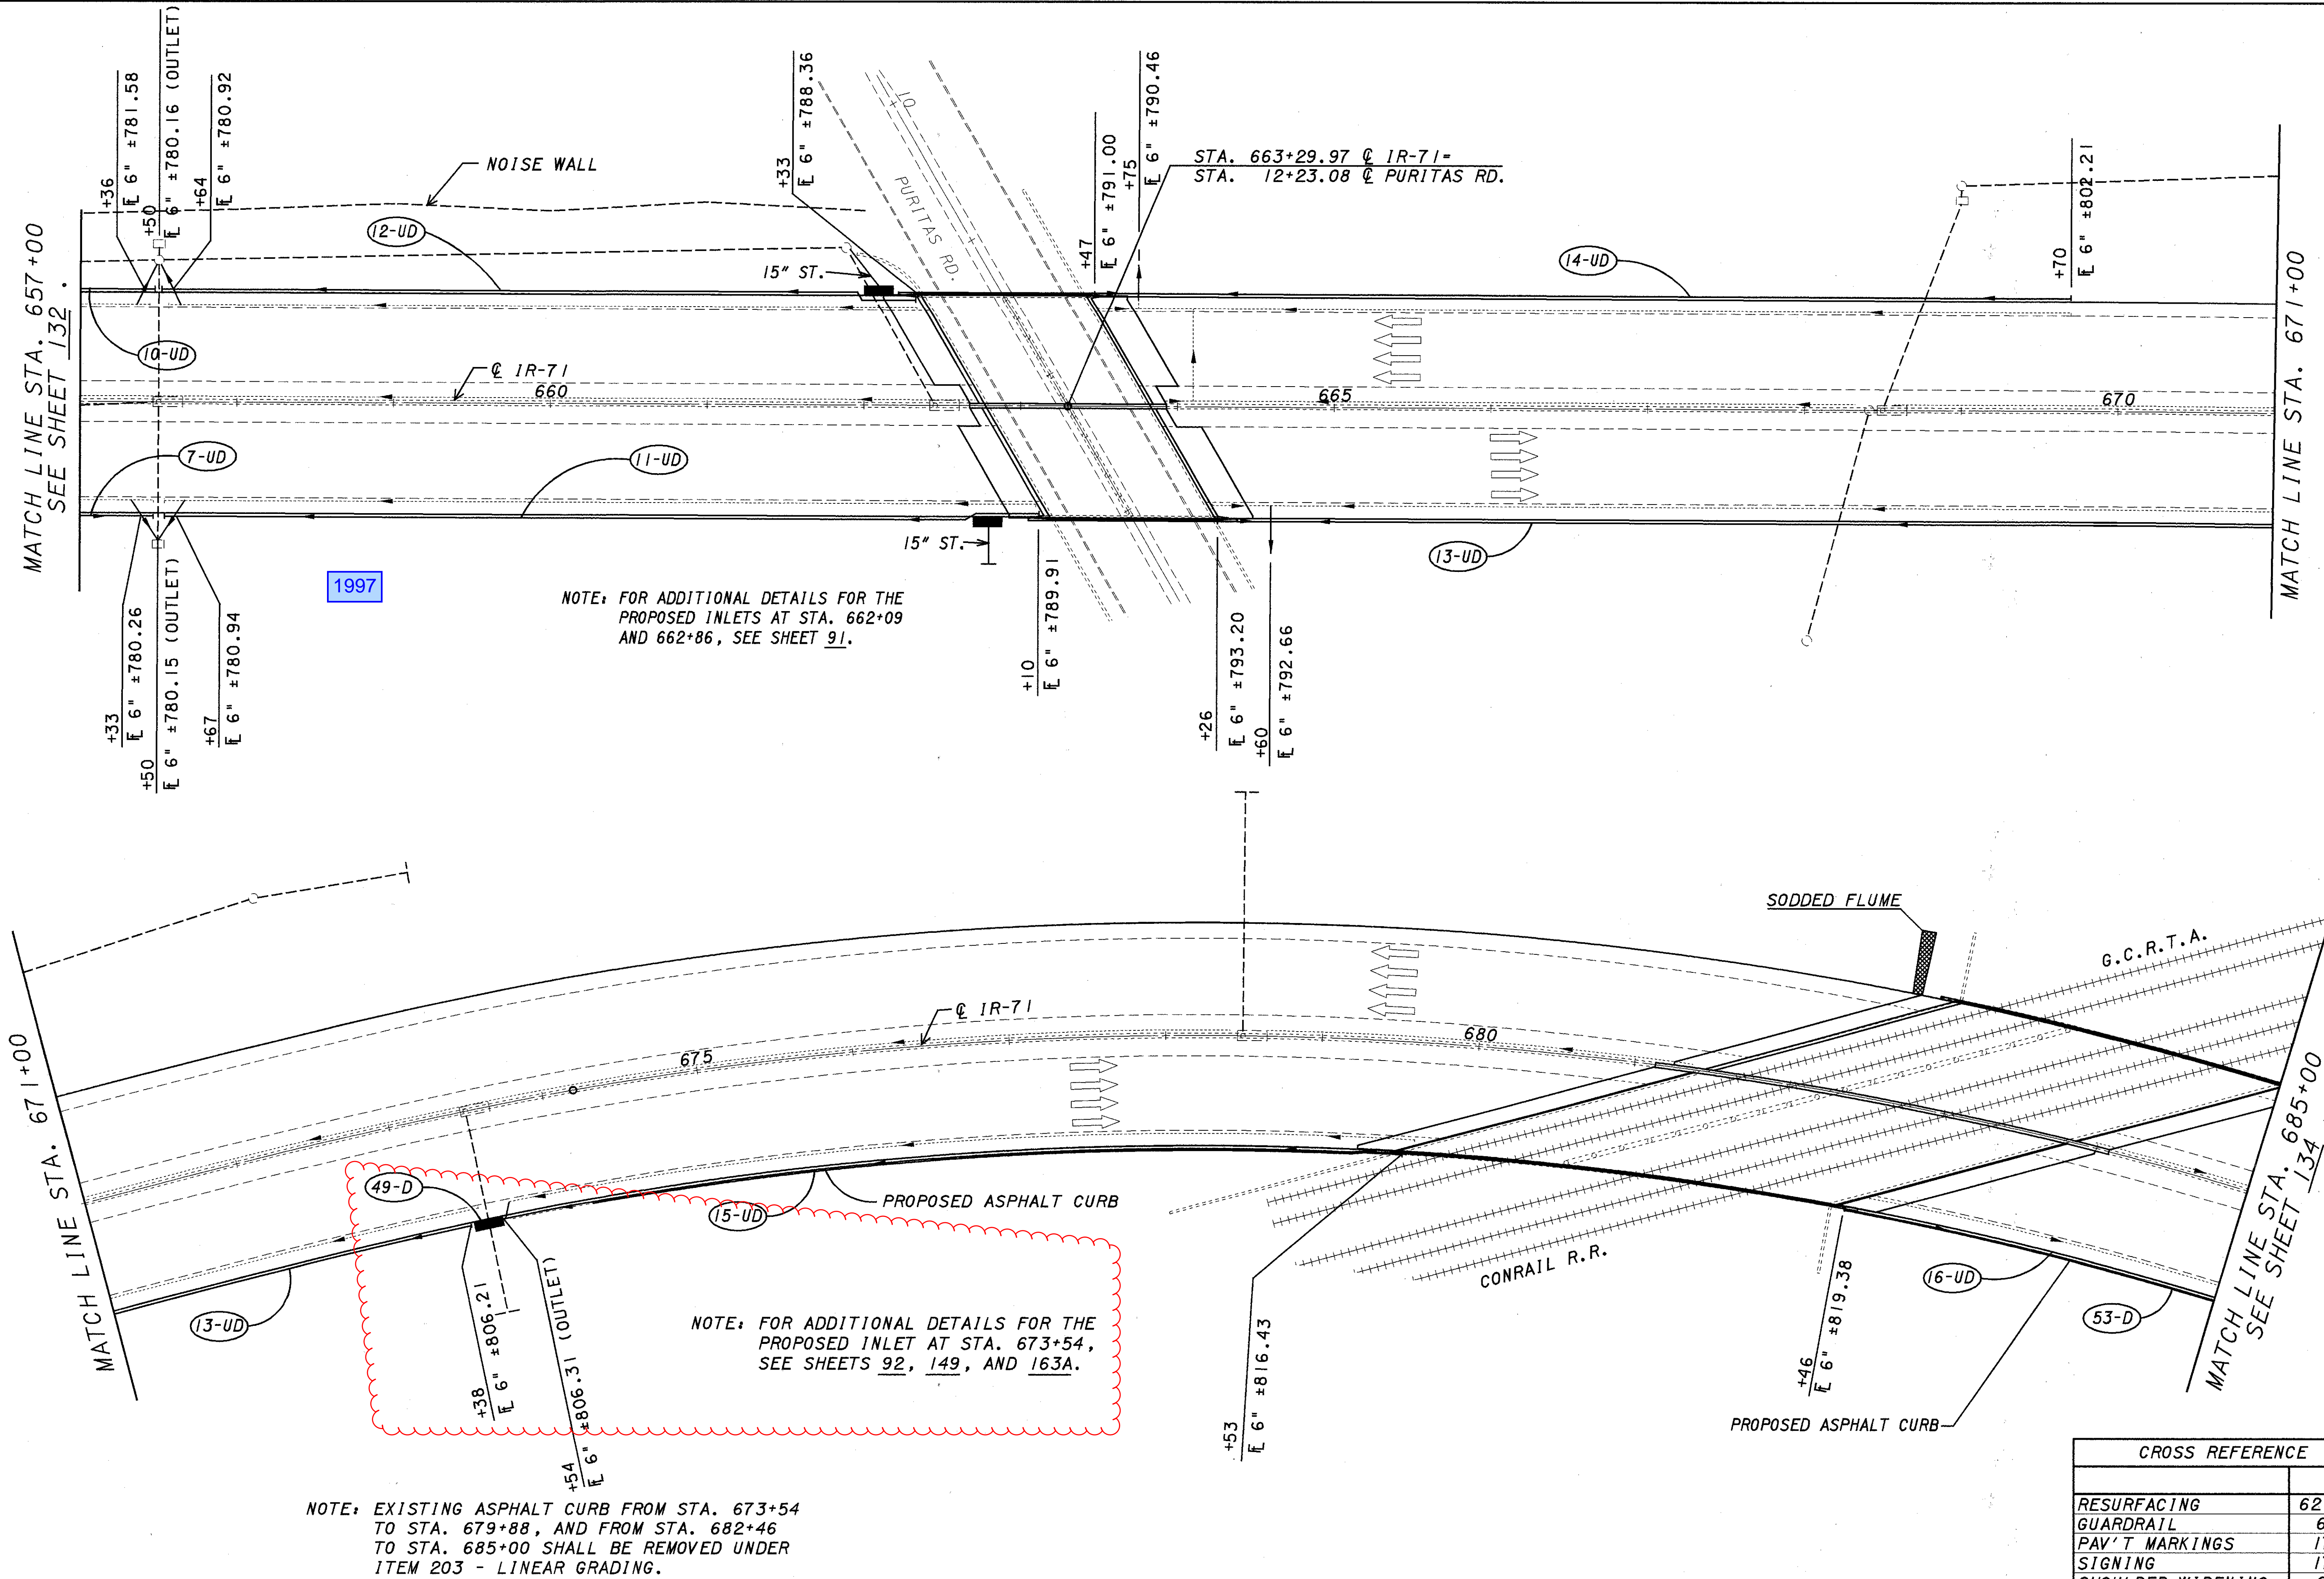 MATCH LINE STA. 657+00
SEE SHEET 132.
+36
℄ 6" ±781.58
+50
℄ 6" ±780.16 (OUTLET)
+64
℄ 6" ±780.92
NOISE WALL
12-UD
10-UD
7-UD
11-UD
℄ IR-71
660
15" ST.
+33
℄ 6" ±788.36
PURITAS RD.
10
+47
℄ 6" ±791.00
+75
℄ 6" ±790.46
STA. 663+29.97 ℄ IR-71=
STA. 12+23.08 ℄ PURITAS RD.
14-UD
+70
℄ 6" ±802.21
665
670
13-UD
MATCH LINE STA. 671+00
15" ST.
+33
℄ 6" ±780.26
+50
℄ 6" ±780.15 (OUTLET)
+67
℄ 6" ±780.94
1997
NOTE: FOR ADDITIONAL DETAILS FOR THE
PROPOSED INLETS AT STA. 662+09
AND 662+86, SEE SHEET 91.
+10
℄ 6" ±789.91
+26
℄ 6" ±793.20
+60
℄ 6" ±792.66
MATCH LINE STA. 671+00
675
℄ IR-71
680
SODDED FLUME
G.C.R.T.A.
CONRAIL R.R.
49-D
15-UD
PROPOSED ASPHALT CURB
13-UD
+38
℄ 6" ±806.21
+54
℄ 6" ±806.31 (OUTLET)
NOTE: FOR ADDITIONAL DETAILS FOR THE
PROPOSED INLET AT STA. 673+54,
SEE SHEETS 92, 149, AND 163A.
+53
℄ 6" ±816.43
+46
℄ 6" ±819.38
16-UD
53-D
PROPOSED ASPHALT CURB
MATCH LINE STA. 685+00
SEE SHEET 134
NOTE: EXISTING ASPHALT CURB FROM STA. 673+54
TO STA. 679+88, AND FROM STA. 682+46
TO STA. 685+00 SHALL BE REMOVED UNDER
ITEM 203 - LINEAR GRADING.
CROSS REFERENCE
RESURFACING 62
GUARDRAIL 6
PAV'T MARKINGS 1
SIGNING 1